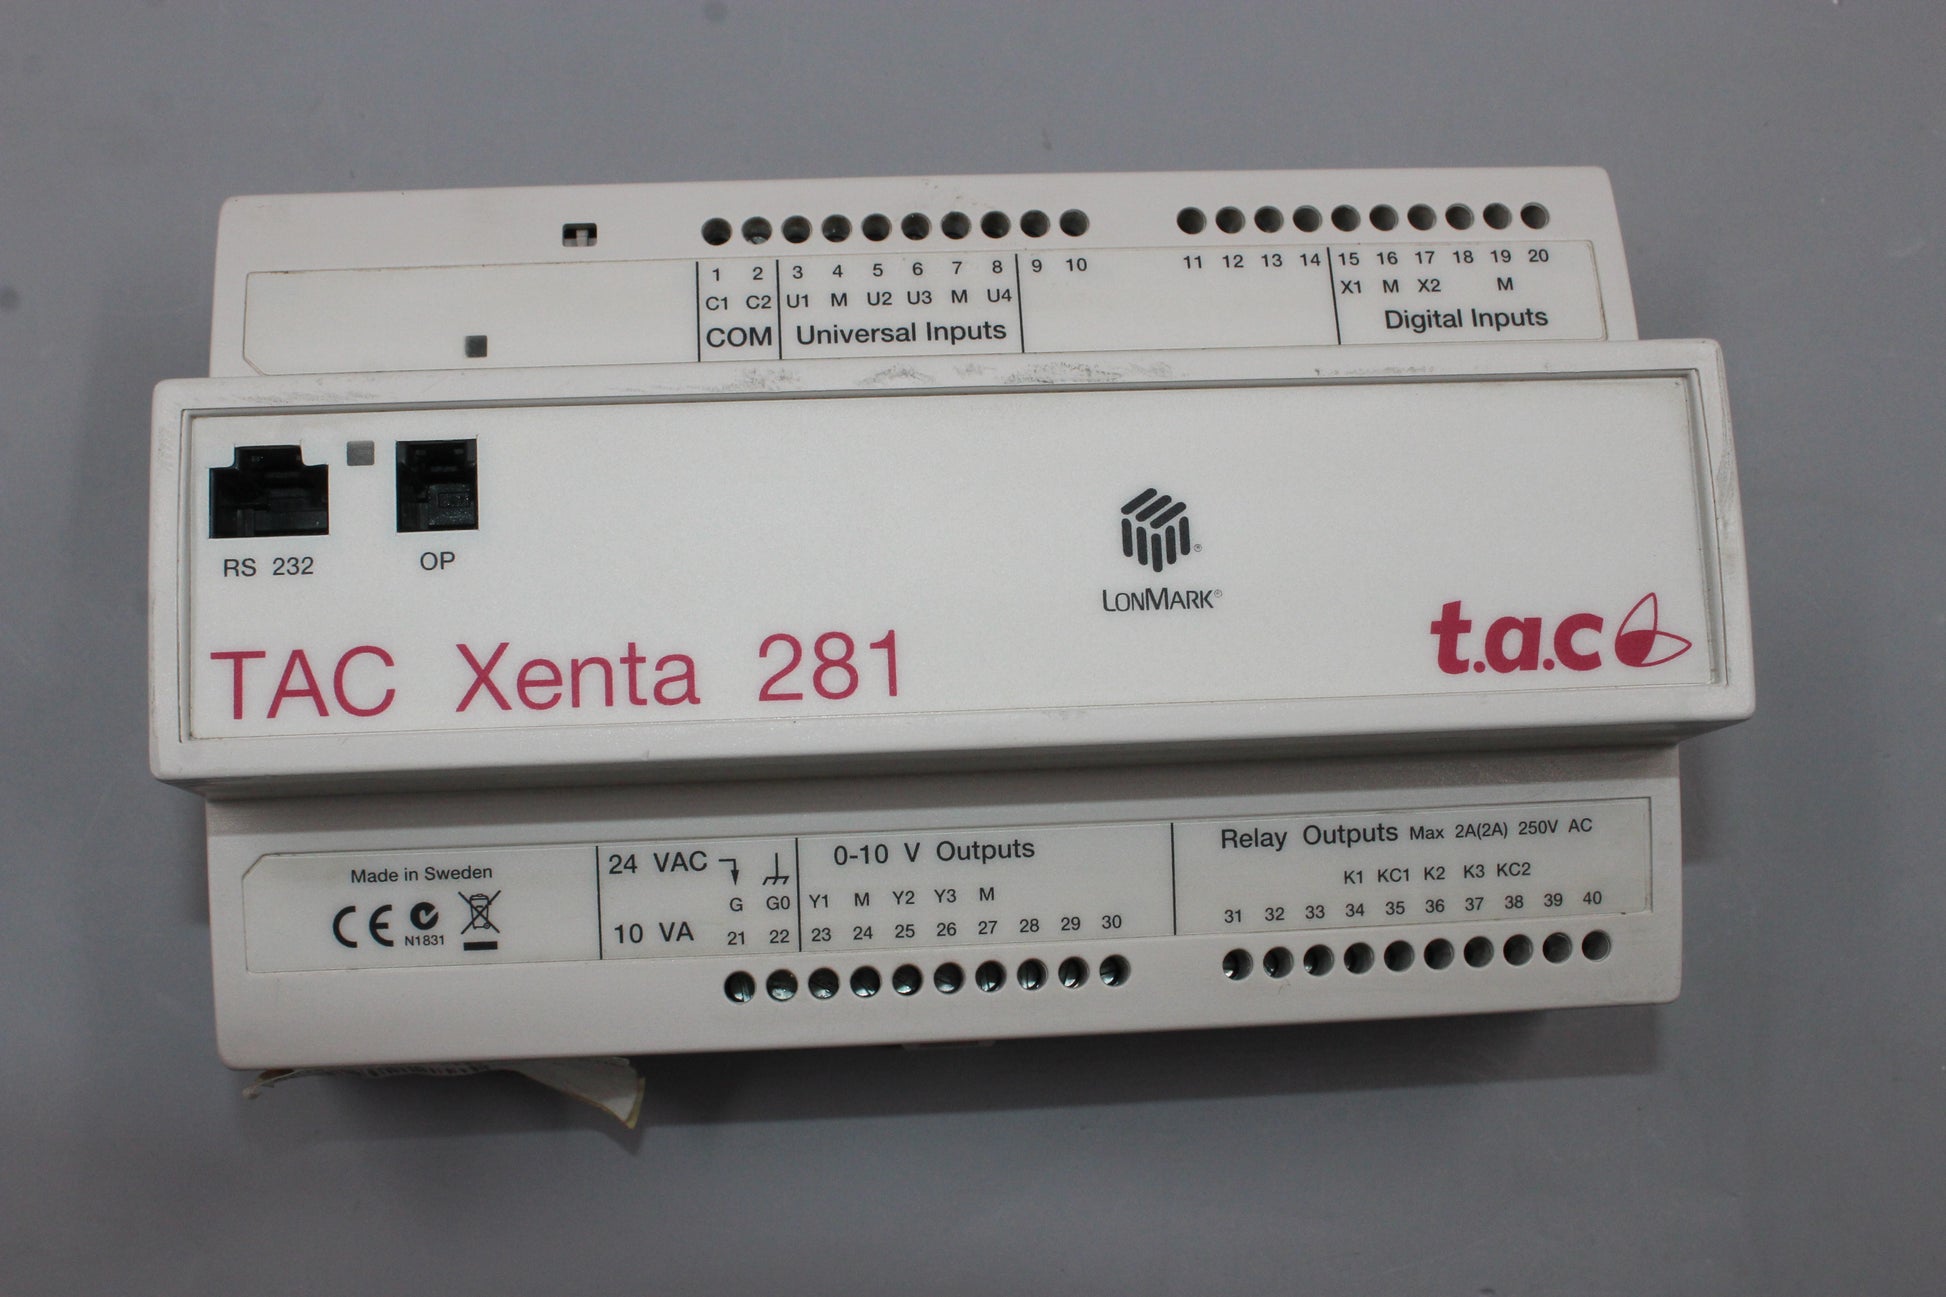 1 2 3 4 5 6 7 8 9 10 11 12 13 14 15 16 17 18 19 20
C1 C2 U1 M U2 U3 M U4 X1 M X2 M
COM Universal Inputs Digital Inputs
RS 232 OP
LONMARK®
TAC Xenta 281
t.a.c
Made in Sweden
CE N1831
24 VAC
10 VA
G G0
21 22
0-10 V Outputs
Y1 M Y2 Y3 M
23 24 25 26 27 28 29 30
Relay Outputs Max 2A(2A) 250V AC
K1 KC1 K2 K3 KC2
31 32 33 34 35 36 37 38 39 40